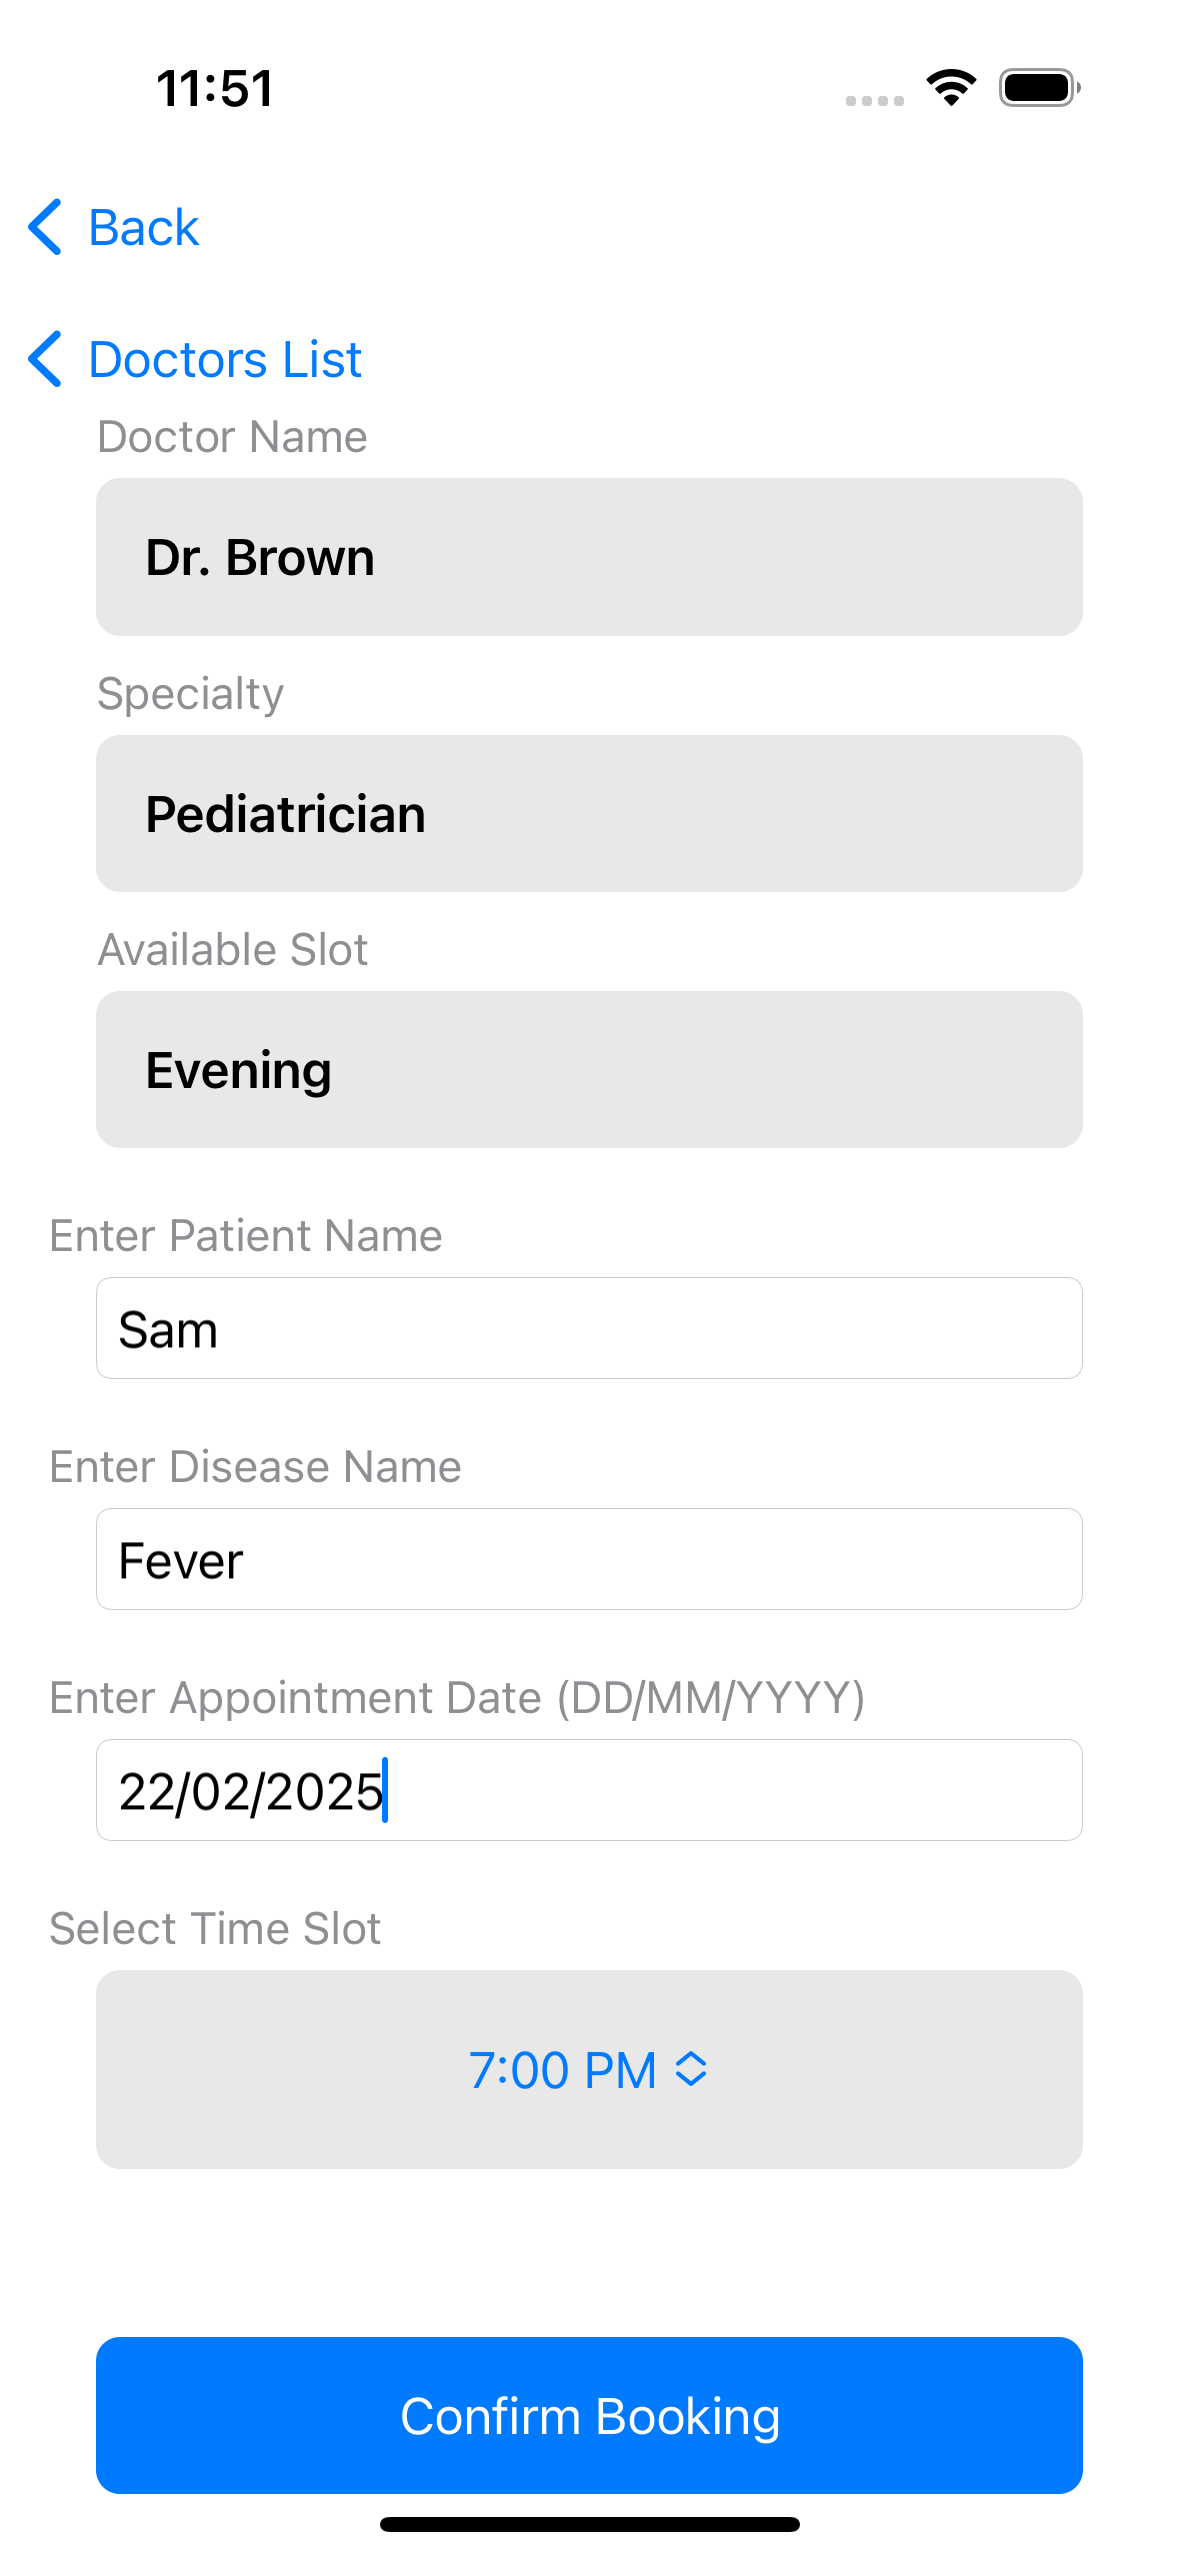 11:51
Back
Doctors List
Doctor Name
Dr. Brown
Specialty
Pediatrician
Available Slot
Evening
Enter Patient Name
Sam
Enter Disease Name
Fever
Enter Appointment Date (DD/MM/YYYY)
22/02/2025
Select Time Slot
7:00 PM
Confirm Booking